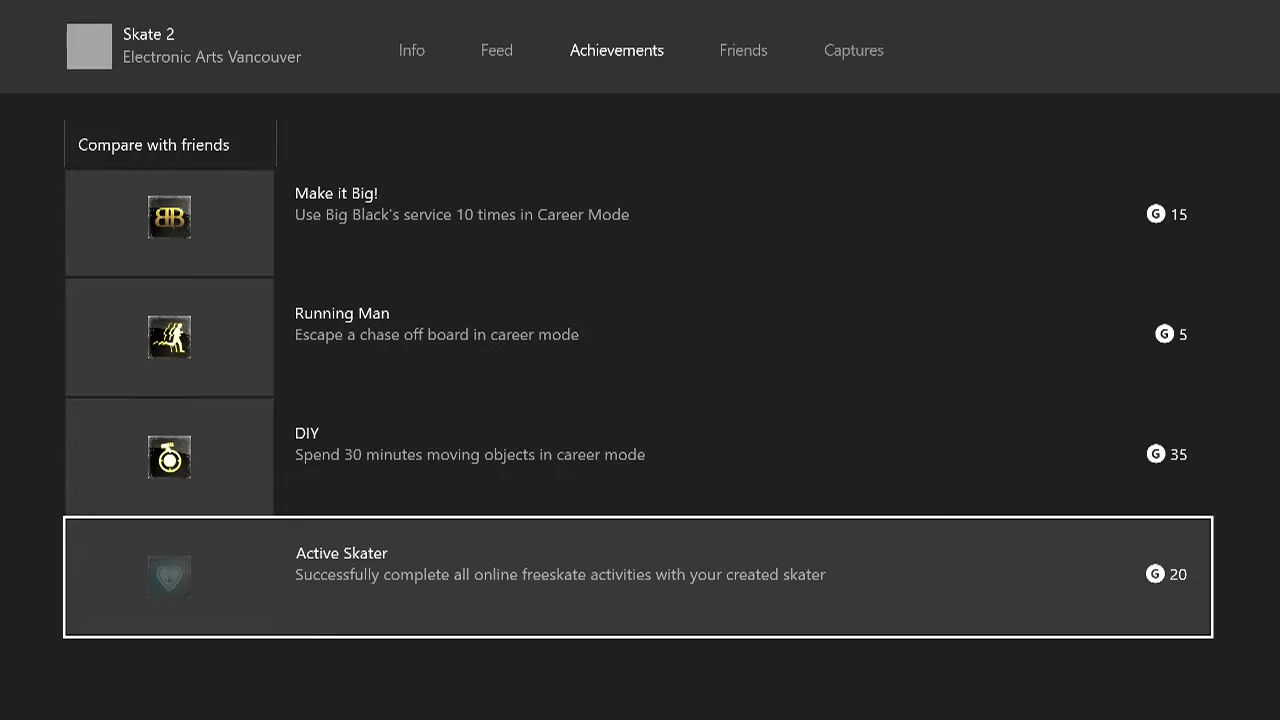 Skate 2
Electronic Arts Vancouver
Info Feed Achievements Friends Captures
Compare with friends
Make it Big!
Use Big Black's service 10 times in Career Mode
G 15
Running Man
Escape a chase off board in career mode
G 5
DIY
Spend 30 minutes moving objects in career mode
G 35
Active Skater
Successfully complete all online freeskate activities with your created skater
G 20